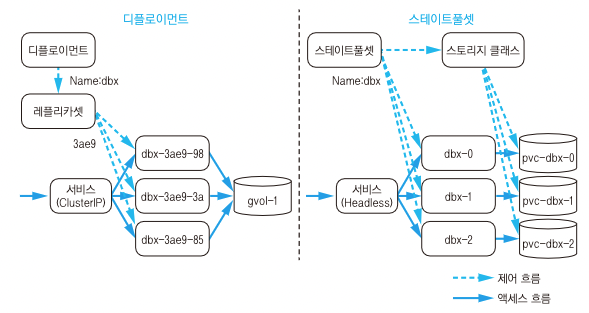 디플로이먼트
디플로이먼트
Name:dbx
레플리카셋
3ae9
dbx-3ae9-98
서비스
(ClusterIP)
dbx-3ae9-3a
gvol-1
dbx-3ae9-85
스테이트풀셋
스테이트풀셋
스토리지 클래스
Name:dbx
dbx-0
pvc-dbx-0
서비스
(Headless)
dbx-1
pvc-dbx-1
dbx-2
pvc-dbx-2
제어 흐름
액세스 흐름